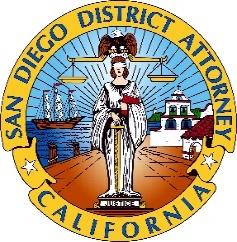 SAN DIEGO DISTRICT ATTORNEY
JUSTICE
CALIFORNIA